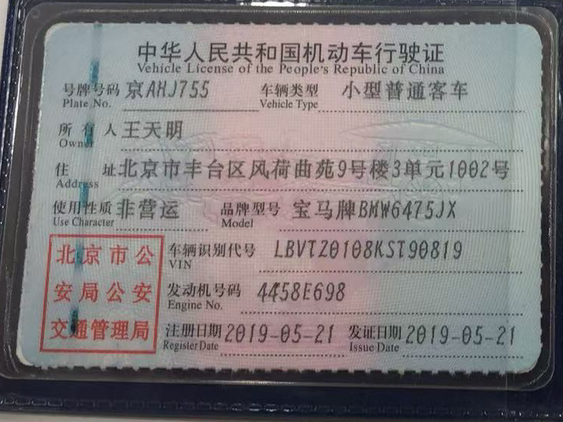 中华人民共和国机动车行驶证
Vehicle License of the People's Republic of China
号牌号码 京AHJ755 车辆类型 小型普通客车
Plate No. Vehicle Type
所有人 王天明
Owner
住 址 北京市丰台区风荷曲苑9号楼3单元1002号
Address
使用性质 非营运 品牌型号 宝马牌BMW6475JX
Use Character Model
北京市公
安局公安
交通管理局
车辆识别代号 LBVTZ0108KST90819
VIN
发动机号码 4458E698
Engine No.
注册日期 2019-05-21 发证日期 2019-05-21
Register Date Issue Date